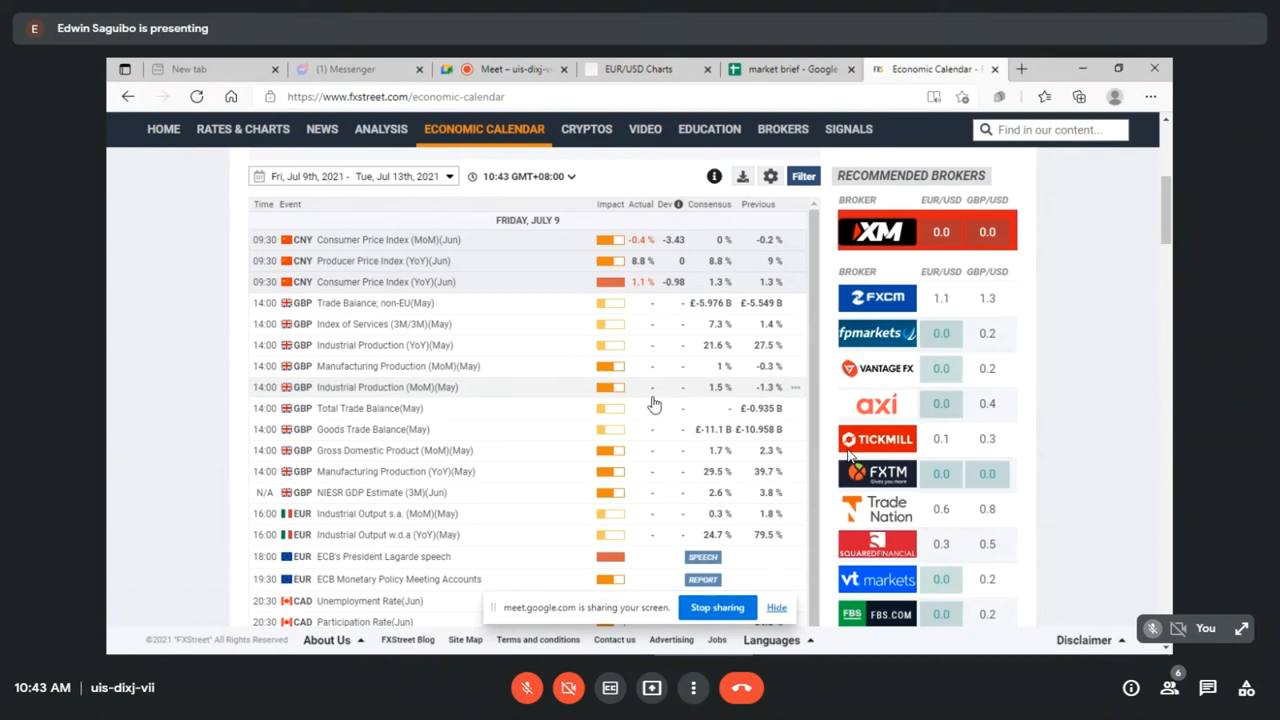 E Edwin Saguibo is presenting
New tab
(1) Messenger
Meet – uis-dixj-v
EUR/USD Charts
market brief - Google
FXS Economic Calendar -
https://www.fxstreet.com/economic-calendar
HOME RATES & CHARTS NEWS ANALYSIS ECONOMIC CALENDAR CRYPTOS VIDEO EDUCATION BROKERS SIGNALS Find in our content...
Fri, Jul 9th, 2021 - Tue, Jul 13th, 2021 10:43 GMT+08:00 Filter
Time Event Impact Actual Dev Consensus Previous
FRIDAY, JULY 9
09:30 CNY Consumer Price Index (MoM)(Jun) -0.4 % -3.43 0 % -0.2 %
09:30 CNY Producer Price Index (YoY)(Jun) 8.8 % 0 8.8 % 9 %
09:30 CNY Consumer Price Index (YoY)(Jun) 1.1 % -0.98 1.3 % 1.3 %
14:00 GBP Trade Balance; non-EU(May) - - £-5.976 B £-5.549 B
14:00 GBP Index of Services (3M/3M)(May) - - 7.3 % 1.4 %
14:00 GBP Industrial Production (YoY)(May) - - 21.6 % 27.5 %
14:00 GBP Manufacturing Production (MoM)(May) - - 1 % -0.3 %
14:00 GBP Industrial Production (MoM)(May) - - 1.5 % -1.3 %
14:00 GBP Total Trade Balance(May) - - - £-0.935 B
14:00 GBP Goods Trade Balance(May) - - £-11.1 B £-10.958 B
14:00 GBP Gross Domestic Product (MoM)(May) - - 1.7 % 2.3 %
14:00 GBP Manufacturing Production (YoY)(May) - - 29.5 % 39.7 %
N/A GBP NIESR GDP Estimate (3M)(Jun) - - 2.6 % 3.8 %
16:00 EUR Industrial Output s.a. (MoM)(May) - - 0.3 % 1.8 %
16:00 EUR Industrial Output w.d.a (YoY)(May) - - 24.7 % 79.5 %
18:00 EUR ECB's President Lagarde speech SPEECH
19:30 EUR ECB Monetary Policy Meeting Accounts REPORT
20:30 CAD Unemployment Rate(Jun)
20:30 CAD Participation Rate(Jun)
RECOMMENDED BROKERS
BROKER EUR/USD GBP/USD
XM 0.0 0.0
BROKER EUR/USD GBP/USD
FXCM 1.1 1.3
fpmarkets 0.0 0.2
VANTAGE FX 0.0 0.2
axi 0.0 0.4
TICKMILL 0.1 0.3
FXTM Gives you more 0.0 0.0
Trade Nation 0.6 0.8
SQUAREDFINANCIAL 0.3 0.5
vt markets 0.0 0.2
FBS FBS.COM 0.0 0.2
meet.google.com is sharing your screen. Stop sharing Hide
©2021 "FXStreet" All Rights Reserved About Us FXStreet Blog Site Map Terms and conditions Contact us Advertising Jobs Languages Disclaimer
You
10:43 AM | uis-dixj-vii
6